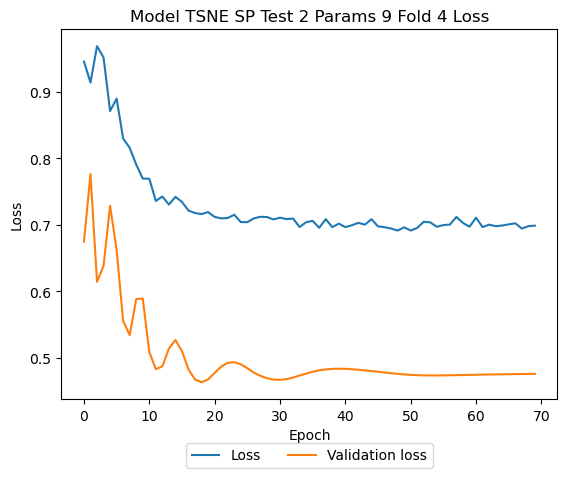 Model TSNE SP Test 2 Params 9 Fold 4 Loss
0.9
0.8
0.7
0.6
0.5
Loss
0 10 20 30 40 50 60 70
Epoch
Loss Validation loss